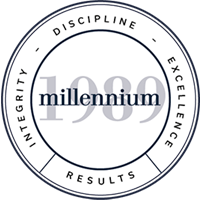 INTEGRITY – DISCIPLINE – EXCELLENCE
1989
millennium
RESULTS